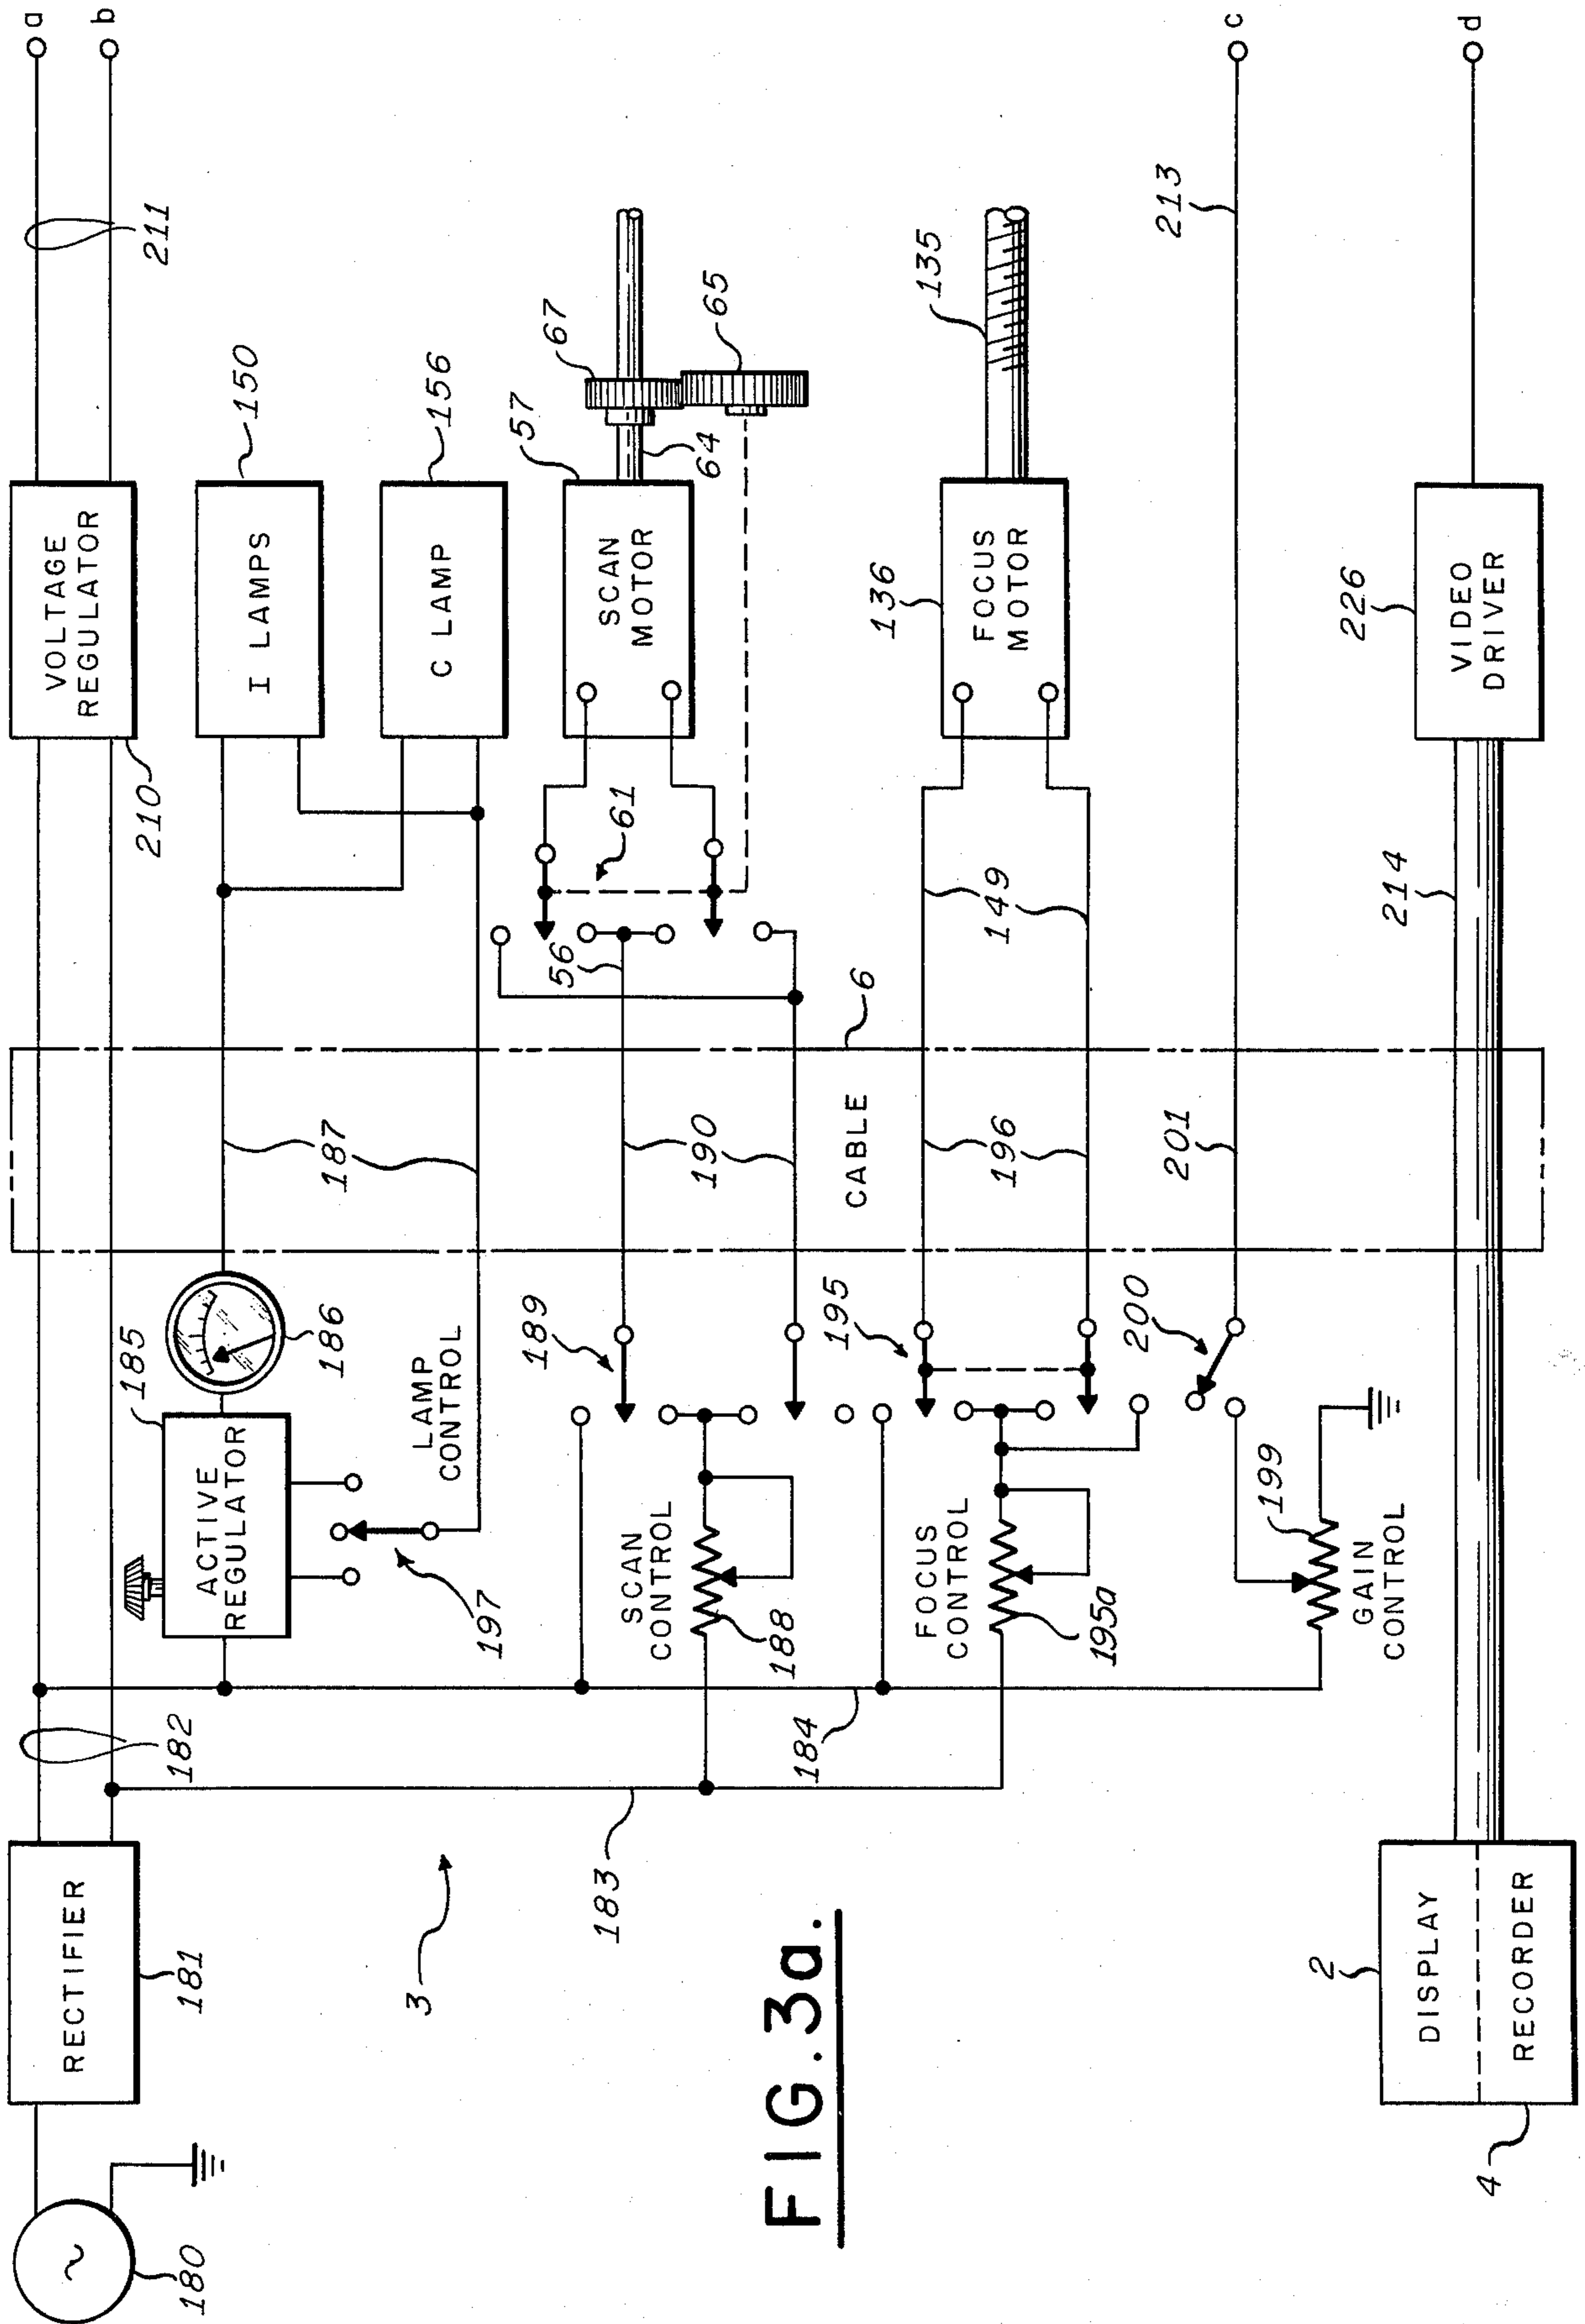 a
b
211
VOLTAGE
REGULATOR
210
182
RECTIFIER
181
180
150
I LAMPS
156
C LAMP
187
186
185
ACTIVE
REGULATOR
197
LAMP
CONTROL
67
65
64
57
SCAN
MOTOR
61
56
190
189
SCAN
CONTROL
188
183
3
135
136
FOCUS
MOTOR
149
6
CABLE
196
195
FOCUS
CONTROL
195a
184
c
213
201
200
199
GAIN
CONTROL
d
226
VIDEO
DRIVER
214
2
DISPLAY
RECORDER
4
FIG.3a.